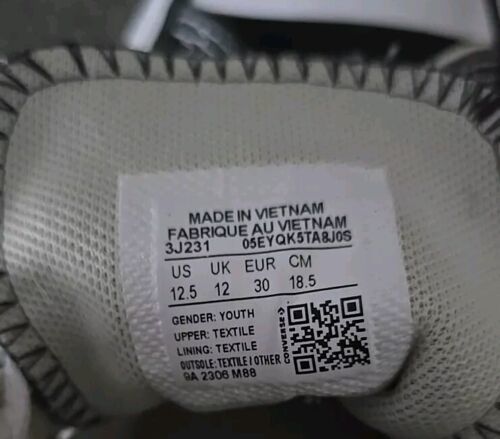 MADE IN VIETNAM
FABRIQUE AU VIETNAM
3J231 05EYQK5TA8J0S
US UK EUR CM
12.5 12 30 18.5
GENDER: YOUTH
UPPER: TEXTILE
LINING: TEXTILE
OUTSOLE: TEXTILE / OTHER
9A 2306 M88
CONVERSE